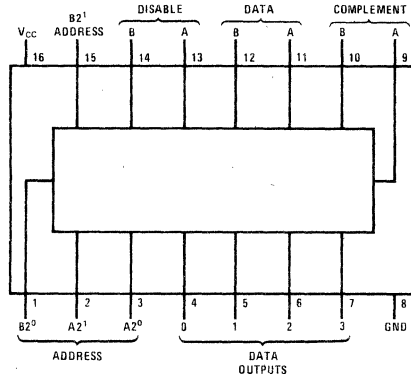 DISABLE DATA COMPLEMENT
B2¹
VCC ADDRESS B A B A B A
16 15 14 13 12 11 10 9
1 2 3 4 5 6 7 8
B2⁰ A2¹ A2⁰ 0 1 2 3 GND
ADDRESS DATA
OUTPUTS